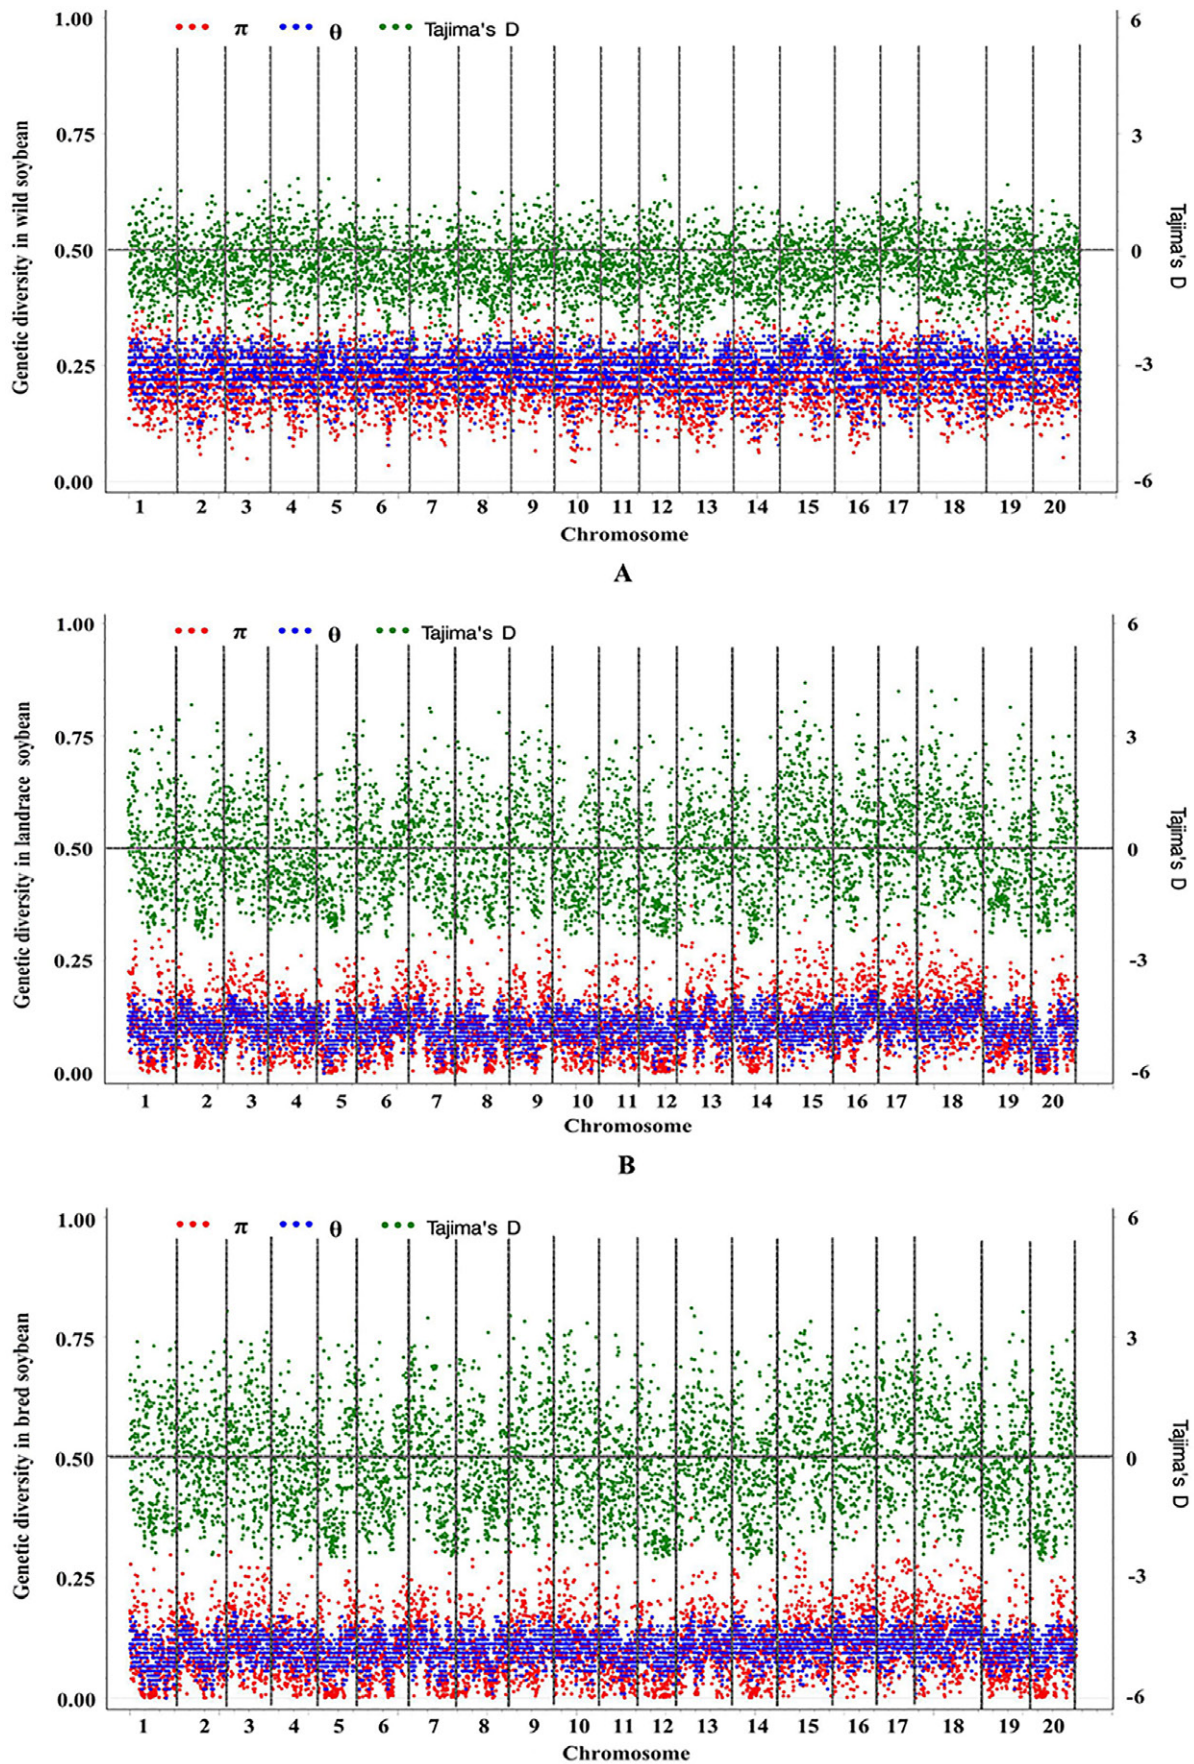 π θ Tajima's D
Genetic diversity in wild soybean
1.00
0.75
0.50
0.25
0.00
6
3
0
-3
-6
Tajima's D
1 2 3 4 5 6 7 8 9 10 11 12 13 14 15 16 17 18 19 20
Chromosome
A
π θ Tajima's D
Genetic diversity in landrace soybean
1.00
0.75
0.50
0.25
0.00
6
3
0
-3
-6
Tajima's D
1 2 3 4 5 6 7 8 9 10 11 12 13 14 15 16 17 18 19 20
Chromosome
B
π θ Tajima's D
Genetic diversity in bred soybean
1.00
0.75
0.50
0.25
0.00
6
3
0
-3
-6
Tajima's D
1 2 3 4 5 6 7 8 9 10 11 12 13 14 15 16 17 18 19 20
Chromosome